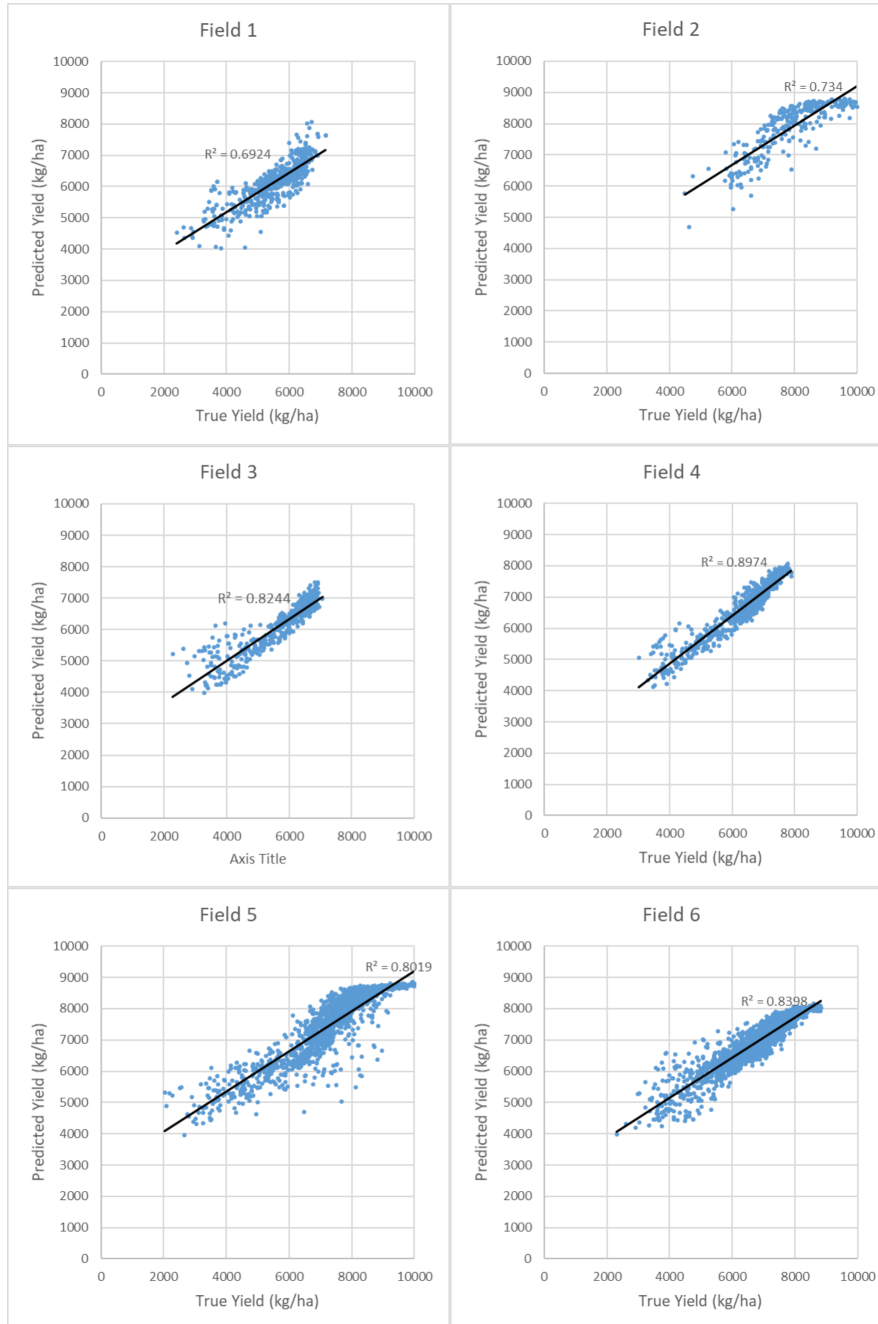 Field 1
10000
9000
8000
7000
6000
5000
4000
3000
2000
1000
0
Predicted Yield (kg/ha)
R² = 0.6924
0 2000 4000 6000 8000 10000
True Yield (kg/ha)
Field 2
10000
9000
8000
7000
6000
5000
4000
3000
2000
1000
0
Predicted Yield (kg/ha)
R² = 0.734
0 2000 4000 6000 8000 10000
True Yield (kg/ha)
Field 3
10000
9000
8000
7000
6000
5000
4000
3000
2000
1000
0
Predicted Yield (kg/ha)
R² = 0.8244
0 2000 4000 6000 8000 10000
Axis Title
Field 4
10000
9000
8000
7000
6000
5000
4000
3000
2000
1000
0
Predicted Yield (kg/ha)
R² = 0.8974
0 2000 4000 6000 8000 10000
True Yield (kg/ha)
Field 5
10000
9000
8000
7000
6000
5000
4000
3000
2000
1000
0
Predicted Yield (kg/ha)
R² = 0.8019
0 2000 4000 6000 8000 10000
True Yield (kg/ha)
Field 6
10000
9000
8000
7000
6000
5000
4000
3000
2000
1000
0
Predicted Yield (kg/ha)
R² = 0.8398
0 2000 4000 6000 8000 10000
True Yield (kg/ha)